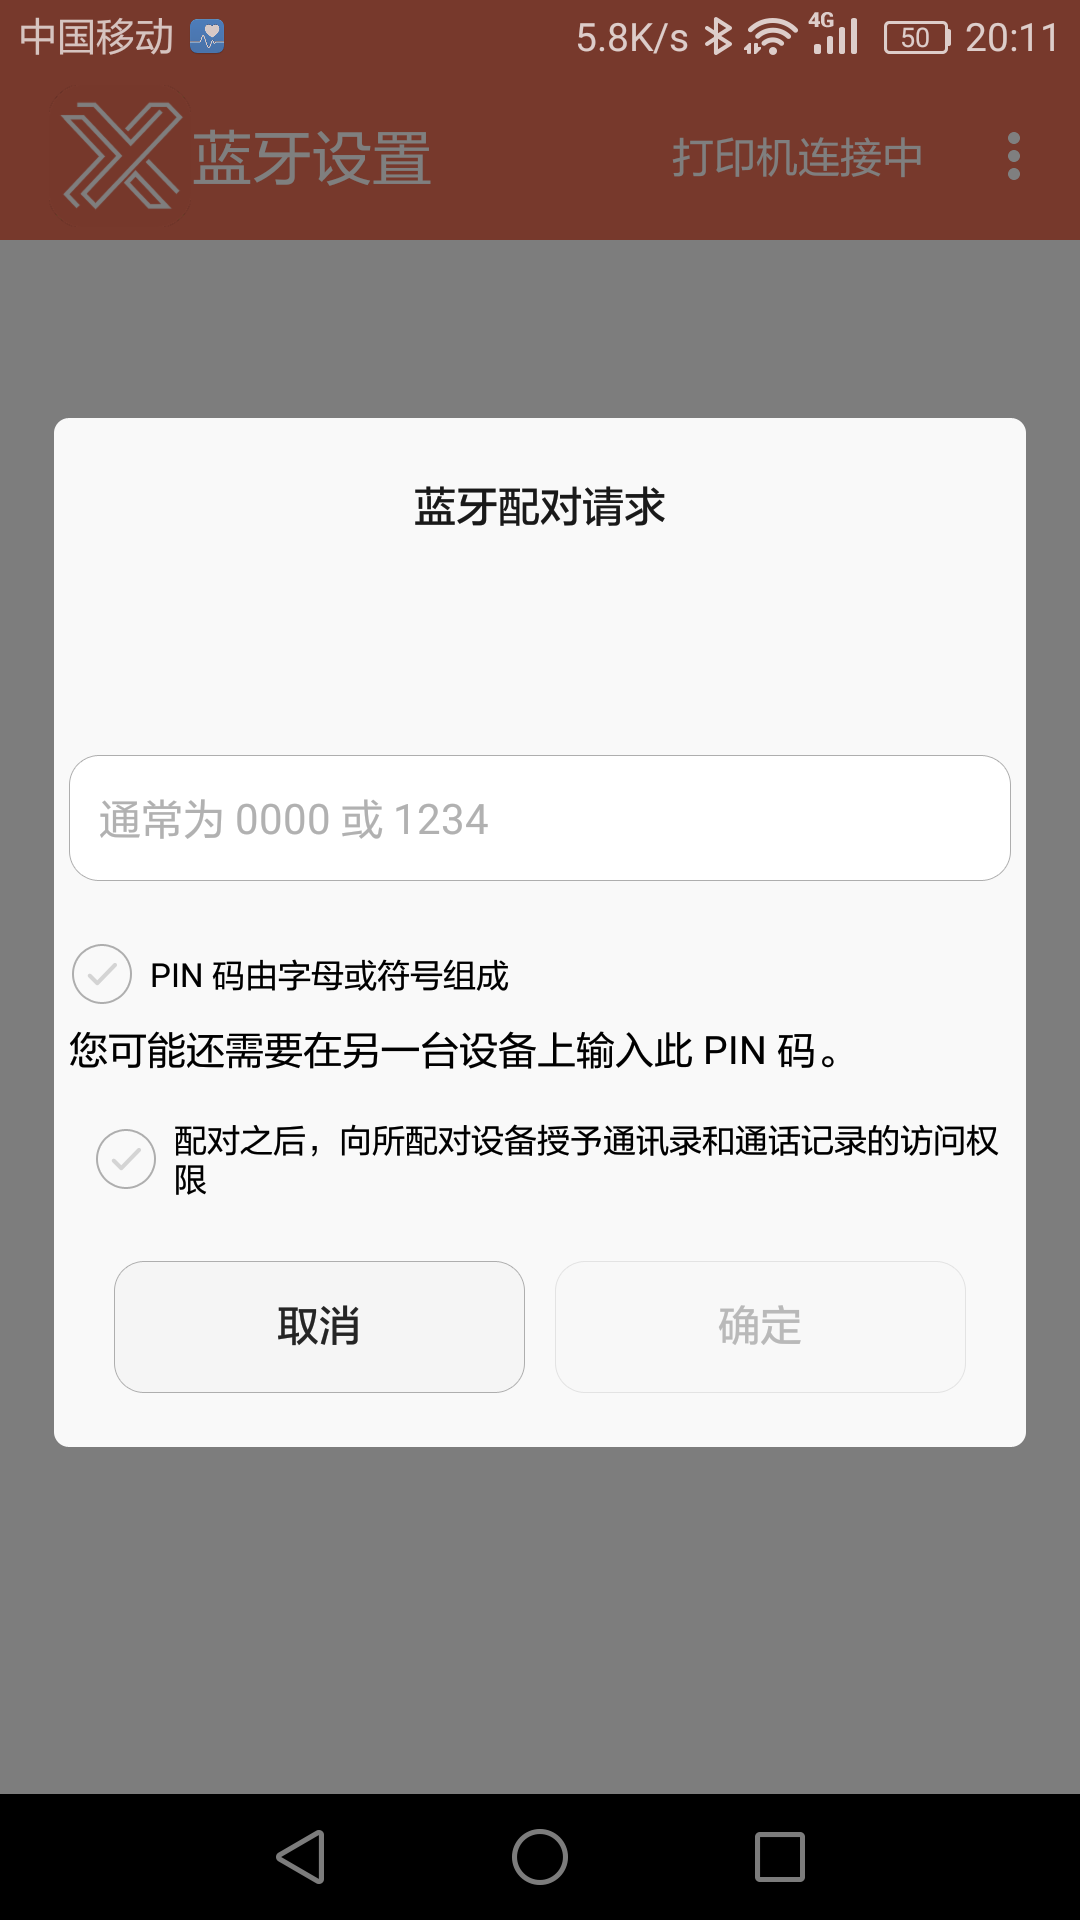 中国移动 5.8K/s 4G 50 20:11
蓝牙设置 打印机连接中
蓝牙配对请求
通常为 0000 或 1234
PIN 码由字母或符号组成
您可能还需要在另一台设备上输入此 PIN 码。
配对之后，向所配对设备授予通讯录和通话记录的访问权
限
取消 确定